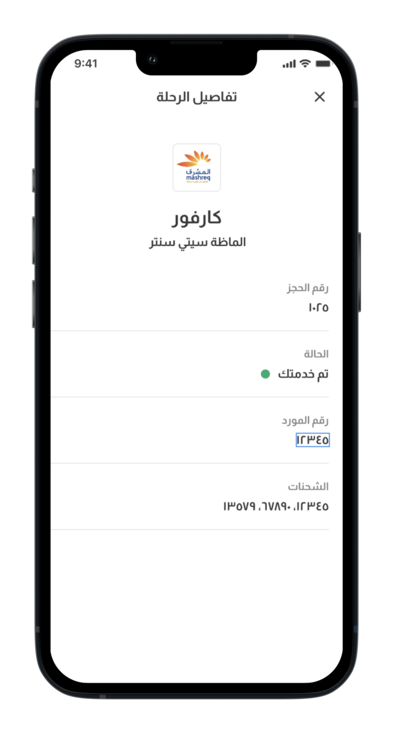 9:41
تفاصيل الرحلة
المشرق
mashreq
كارفور
الماظة سيتي سنتر
رقم الحجز
١٠٢٥
الحالة
تم خدمتك
رقم المورد
١٢٣٤٥
الشحنات
١٢٣٤٥، ٦٧٨٩٠، ١٣٥٧٩